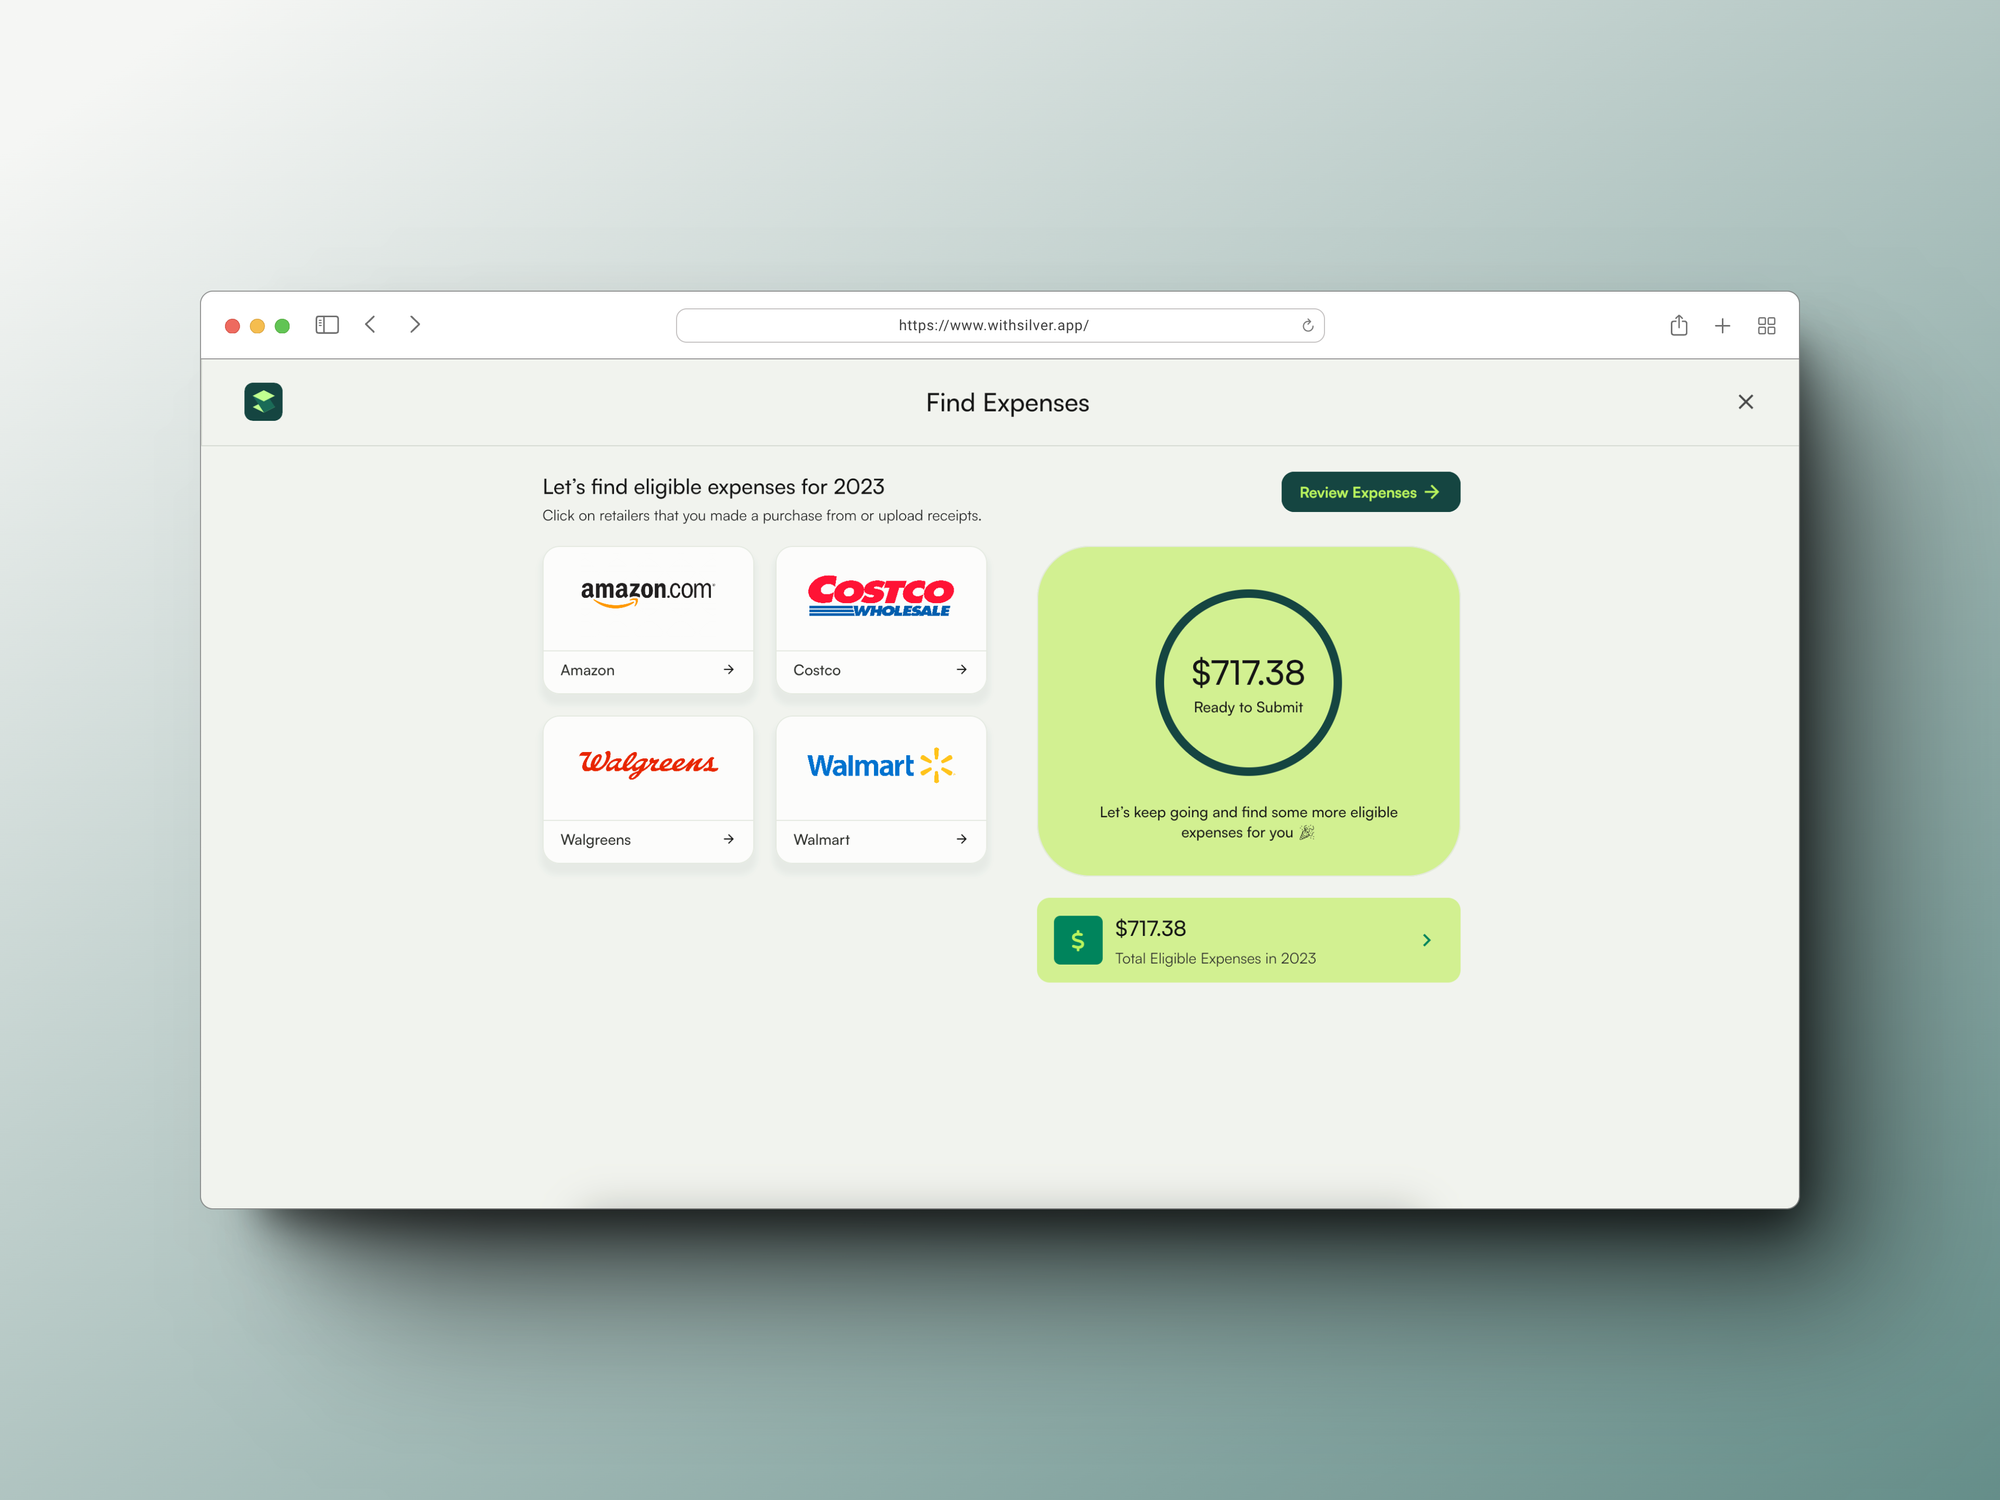 https://www.withsilver.app/
Find Expenses
Let's find eligible expenses for 2023
Click on retailers that you made a purchase from or upload receipts.
Review Expenses →
amazon.com
Amazon →
COSTCO
WHOLESALE
Costco →
Walgreens
Walgreens →
Walmart
Walmart →
$717.38
Ready to Submit
Let's keep going and find some more eligible
expenses for you 🎉
$
$717.38
Total Eligible Expenses in 2023